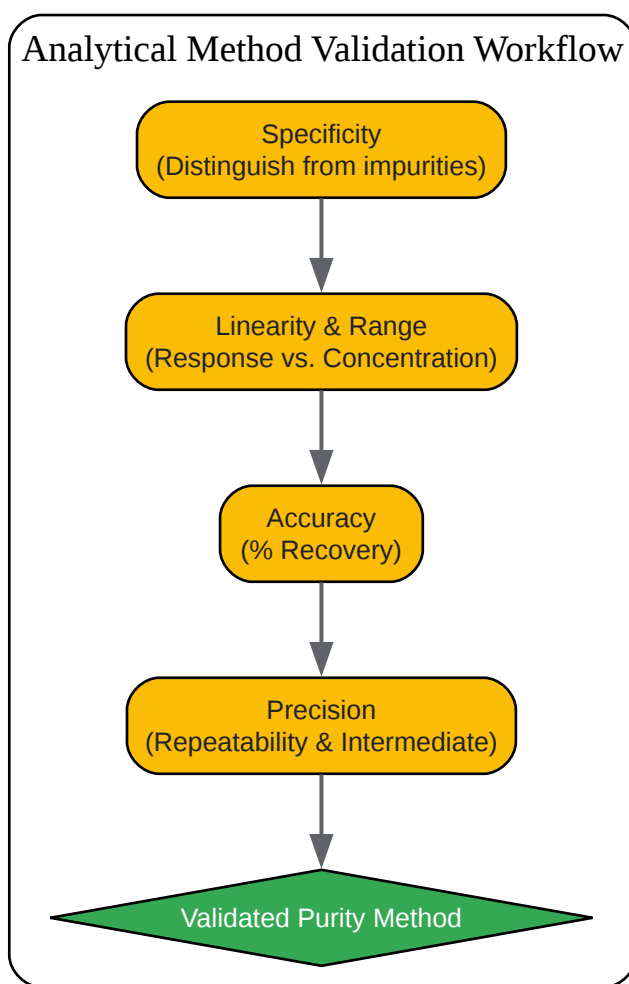 Analytical Method Validation Workflow
Specificity
(Distinguish from impurities)
Linearity & Range
(Response vs. Concentration)
Accuracy
(% Recovery)
Precision
(Repeatability & Intermediate)
Validated Purity Method